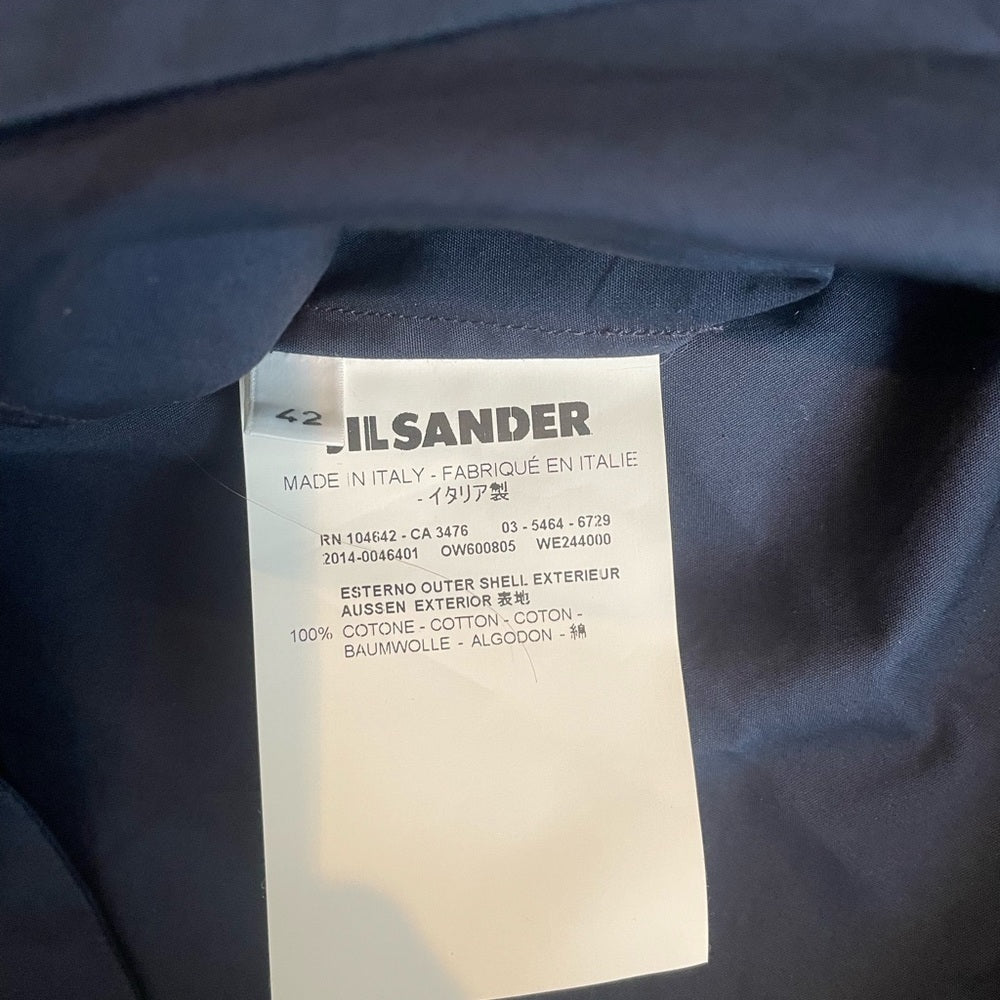 42
JIL SANDER
MADE IN ITALY - FABRIQUÉ EN ITALIE
- イタリア製
RN 104642 - CA 3476 03 - 5464 - 6729
2014-0046401 OW600805 WE244000
ESTERNO OUTER SHELL EXTERIEUR
AUSSEN EXTERIOR 表地
100% COTONE - COTTON - COTON -
BAUMWOLLE - ALGODON - 綿